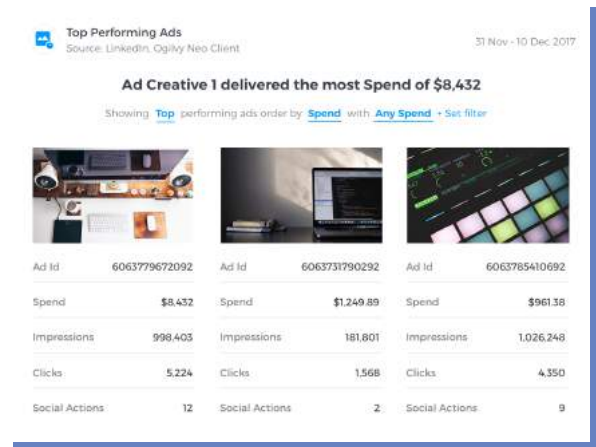 Top Performing Ads
Source: LinkedIn, Ogilvy Neo Client
31 Nov - 10 Dec 2017
Ad Creative 1 delivered the most Spend of $8,432
Showing Top performing ads order by Spend with Any Spend + Set filter
Ad Id 6063779672092 Ad Id 6063731790292 Ad Id 6063785410692
Spend $8,432 Spend $1,249.89 Spend $961.38
Impressions 998,403 Impressions 181,801 Impressions 1,026,248
Clicks 5,224 Clicks 1,568 Clicks 4,350
Social Actions 12 Social Actions 2 Social Actions 9